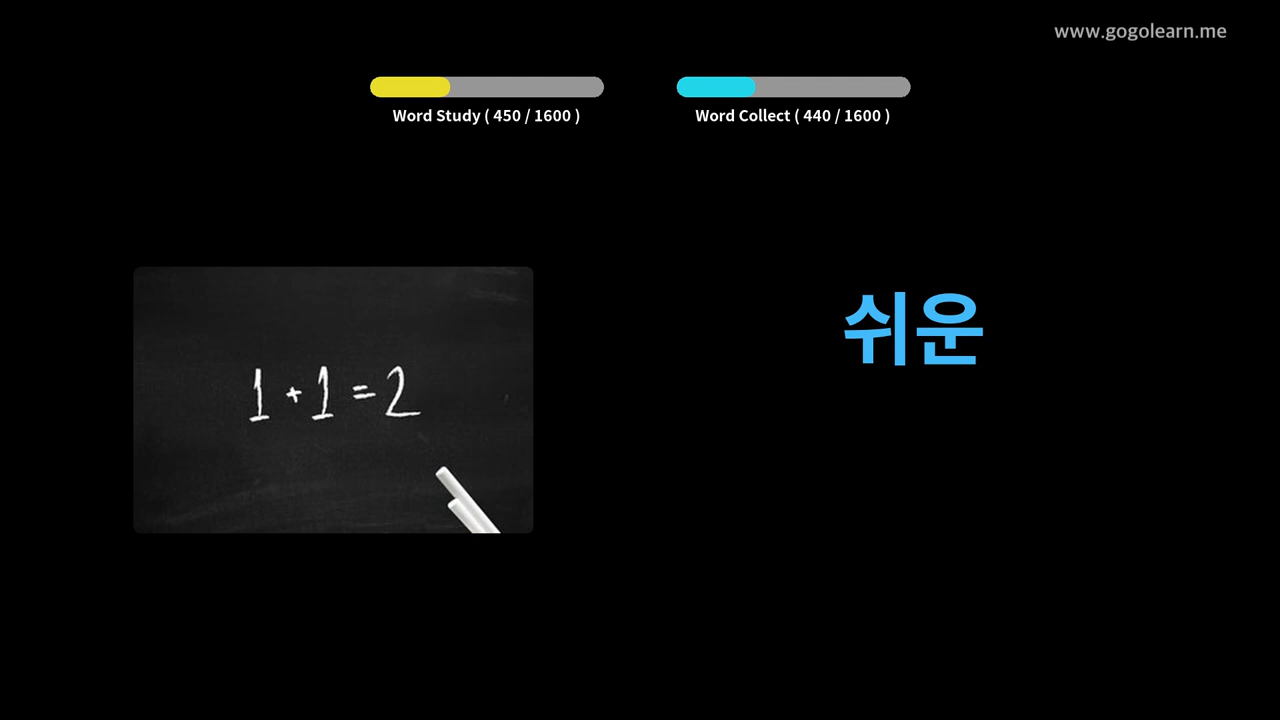 www.gogolearn.me
Word Study ( 450 / 1600 )
Word Collect ( 440 / 1600 )
쉬운
1 + 1 = 2